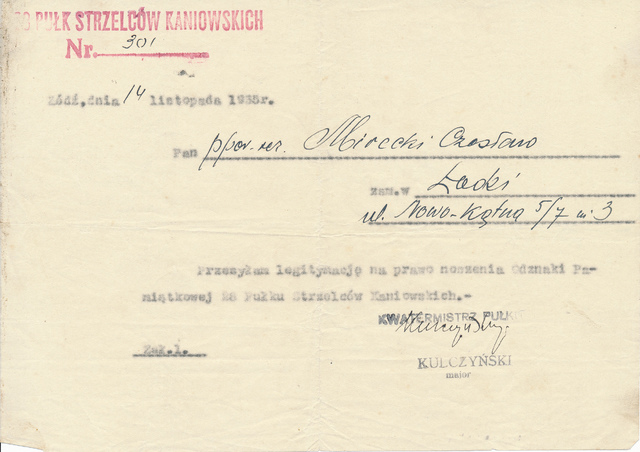 PUŁK STRZELCÓW KANIOWSKICH
Nr. 301
Łódź, dnia 14 listopada 1935r.
Pan ppor. rez. Mirecki Czesław
zam.w Łodzi
ul. Nowo-Kątna 5/7 m. 3
Przesyłam legitymację na prawo noszenia Odznaki Pa-
miątkowej 28 Pułku Strzelców Kaniowskich.-
KWATERMISTRZ PUŁKU
Zał.1.
KULCZYŃSKI
major